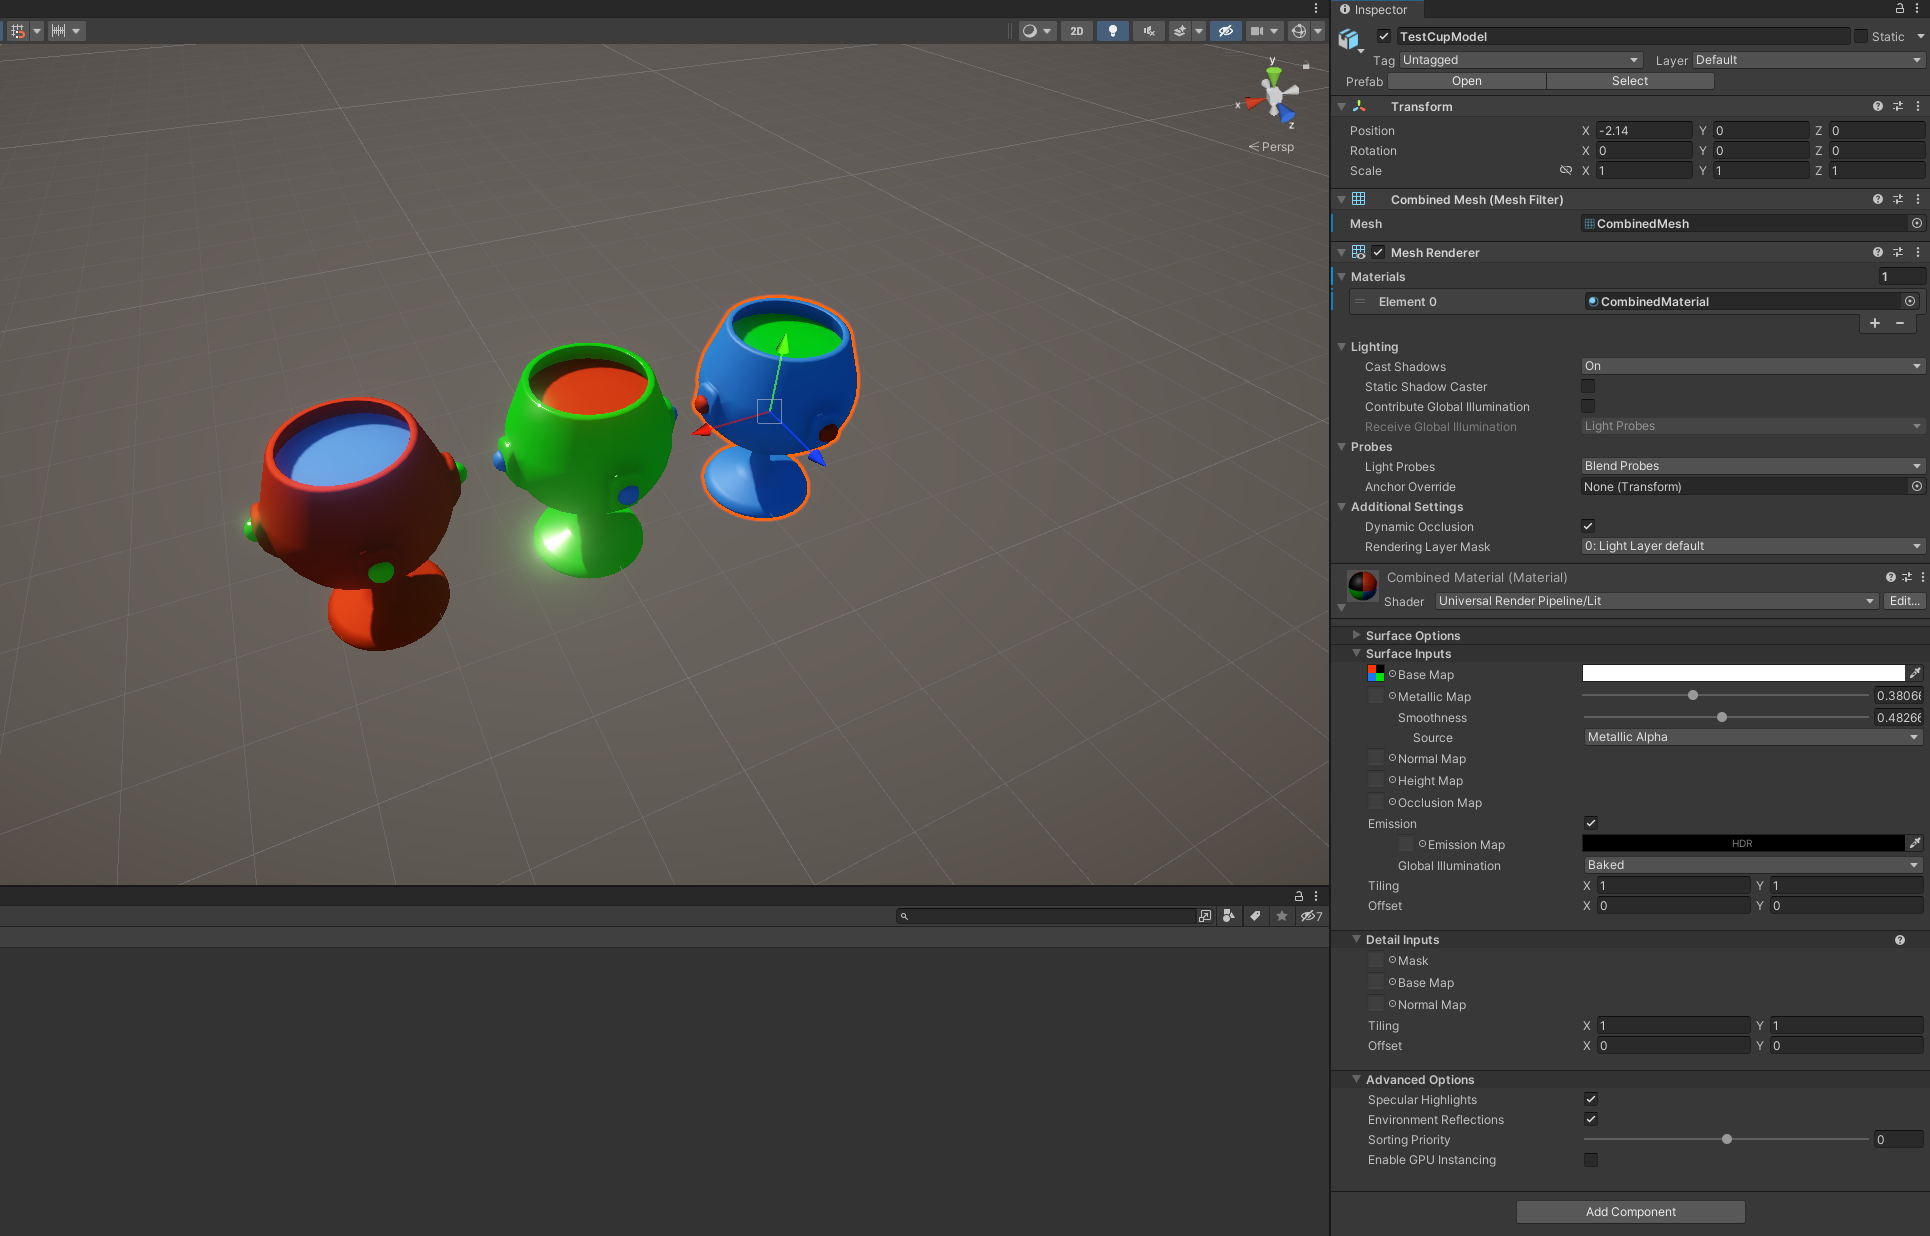 2D
y
x
z
Persp
7
Inspector
TestCupModel
Static
Tag Untagged Layer Default
Prefab Open Select
Transform
Position X -2.14 Y 0 Z 0
Rotation X 0 Y 0 Z 0
Scale X 1 Y 1 Z 1
Combined Mesh (Mesh Filter)
Mesh CombinedMesh
Mesh Renderer
Materials 1
Element 0 CombinedMaterial
Lighting
Cast Shadows On
Static Shadow Caster
Contribute Global Illumination
Receive Global Illumination Light Probes
Probes
Light Probes Blend Probes
Anchor Override None (Transform)
Additional Settings
Dynamic Occlusion
Rendering Layer Mask 0: Light Layer default
Combined Material (Material)
Shader Universal Render Pipeline/Lit Edit...
Surface Options
Surface Inputs
Base Map
Metallic Map 0.3806
Smoothness 0.4826
Source Metallic Alpha
Normal Map
Height Map
Occlusion Map
Emission
Emission Map HDR
Global Illumination Baked
Tiling X 1 Y 1
Offset X 0 Y 0
Detail Inputs
Mask
Base Map
Normal Map
Tiling X 1 Y 1
Offset X 0 Y 0
Advanced Options
Specular Highlights
Environment Reflections
Sorting Priority 0
Enable GPU Instancing
Add Component